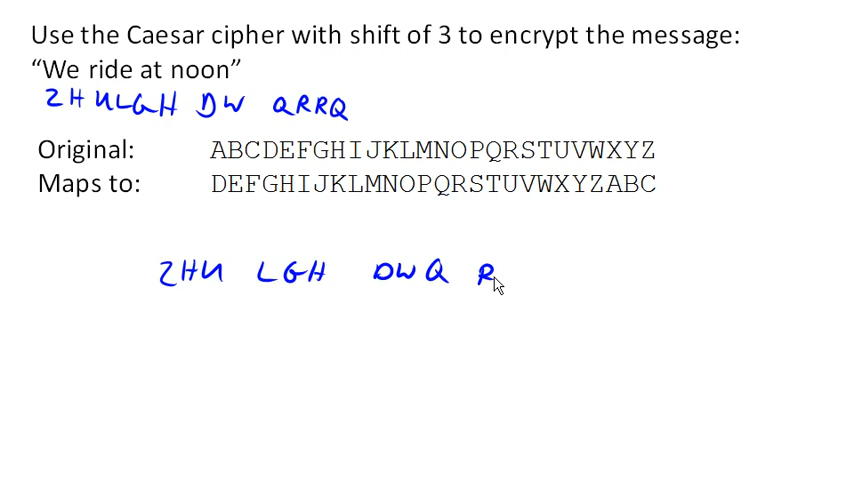 Use the Caesar cipher with shift of 3 to encrypt the message:
“We ride at noon”
ZHULGH DW QRRQ
Original: ABCDEFGHIJKLMNOPQRSTUVWXYZ
Maps to: DEFGHIJKLMNOPQRSTUVWXYZABC
ZHU LGH DWQ R